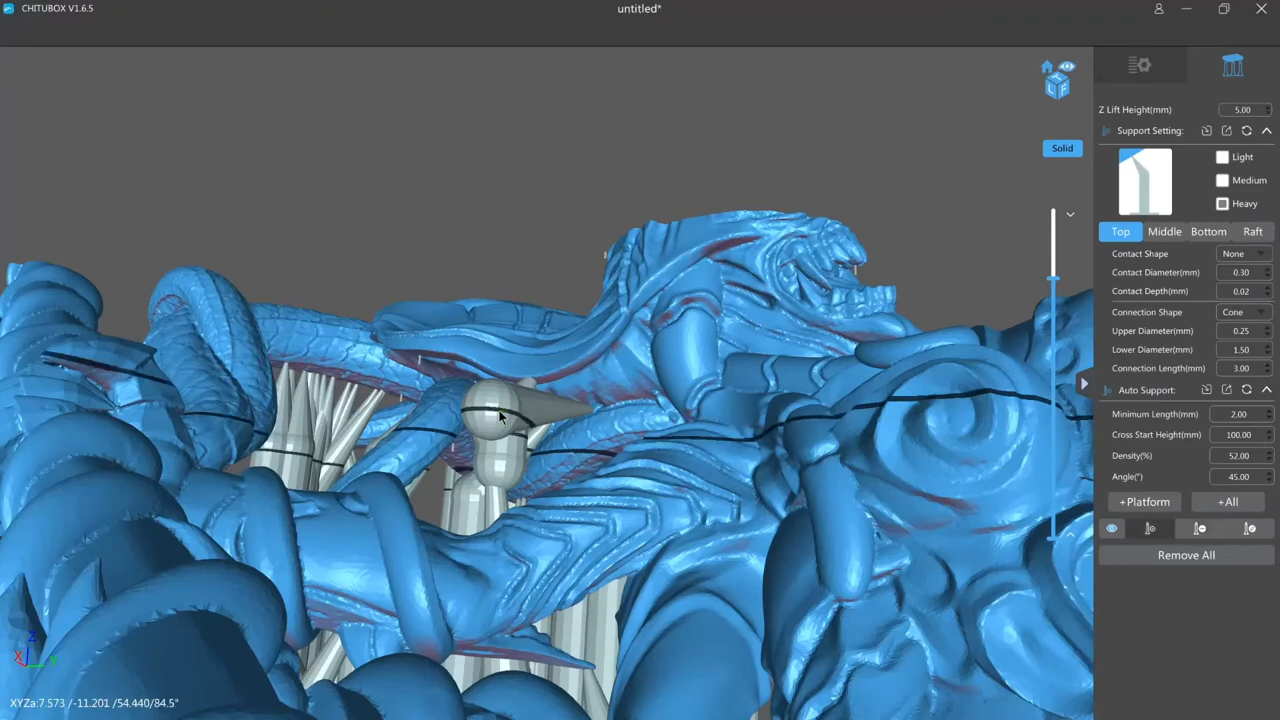 CHITUBOX V1.6.5
untitled*
Z Lift Height(mm) 5.00
Support Setting:
Light
Medium
Heavy
Top Middle Bottom Raft
Contact Shape None
Contact Diameter(mm) 0.30
Contact Depth(mm) 0.02
Connection Shape Cone
Upper Diameter(mm) 0.25
Lower Diameter(mm) 1.50
Connection Length(mm) 3.00
Auto Support:
Minimum Length(mm) 2.00
Cross Start Height(mm) 100.00
Density(%) 52.00
Angle(°) 45.00
+Platform +All
Remove All
Solid
T
L F
Z
X Y
XYZa:7.573 /-11.201 /54.440/84.5°